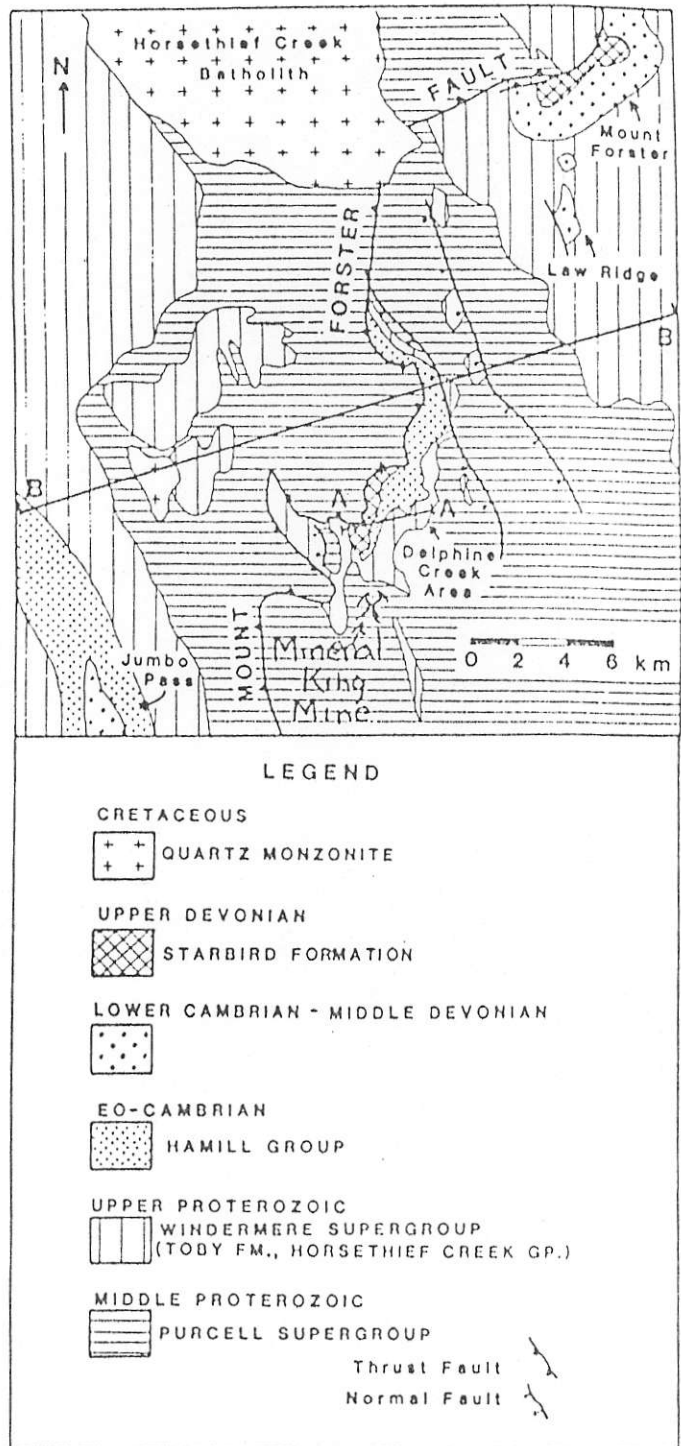 Horsethief Creek
Batholith
N
FAULT
Mount
Forster
Law Ridge
FORSTER
B
B
A
A
Delphine
Creek
Area
MOUNT
Mineral
King
Mine
Jumbo
Pass
0 2 4 6 km
LEGEND
CRETACEOUS
QUARTZ MONZONITE
UPPER DEVONIAN
STARBIRD FORMATION
LOWER CAMBRIAN - MIDDLE DEVONIAN
EO-CAMBRIAN
HAMILL GROUP
UPPER PROTEROZOIC
WINDERMERE SUPERGROUP
(TOBY FM., HORSETHIEF CREEK GP.)
MIDDLE PROTEROZOIC
PURCELL SUPERGROUP
Thrust Fault
Normal Fault